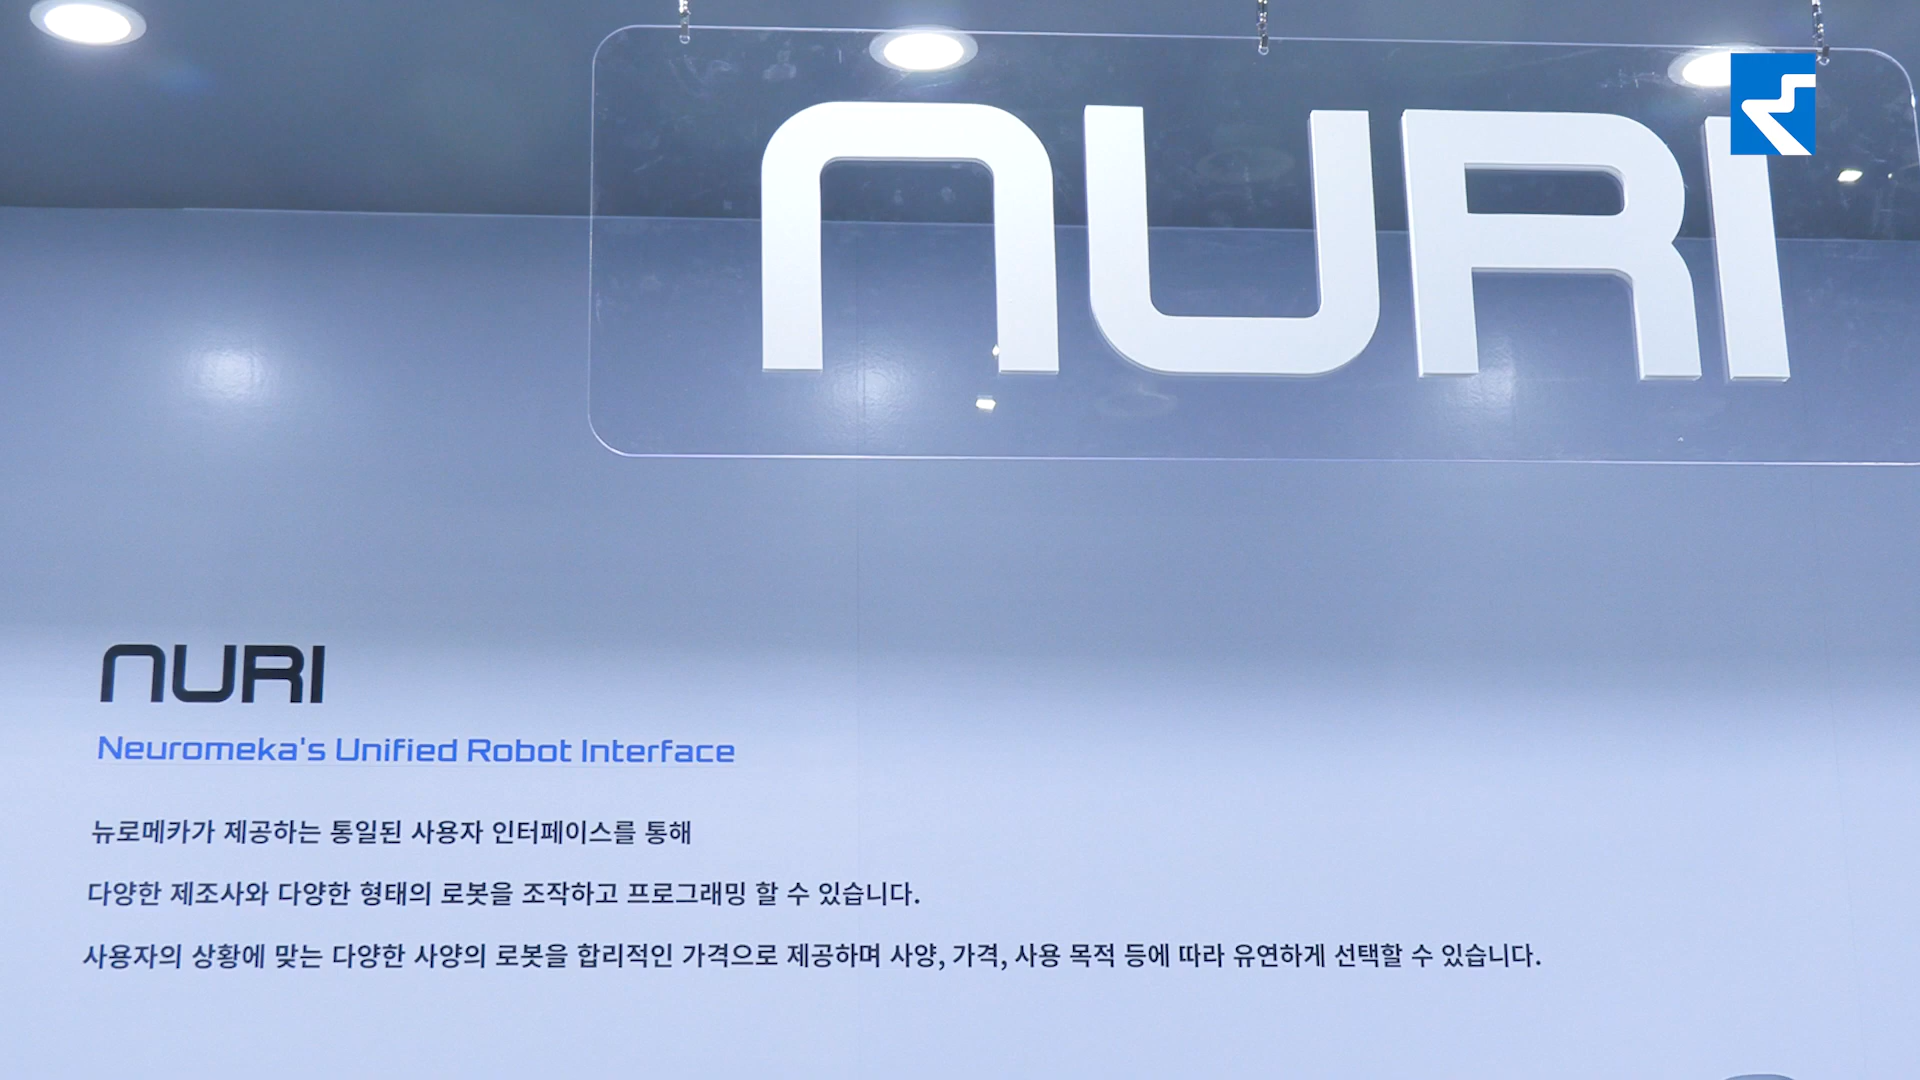 NURI
NURI
Neuromeka's Unified Robot Interface
뉴로메카가 제공하는 통일된 사용자 인터페이스를 통해
다양한 제조사와 다양한 형태의 로봇을 조작하고 프로그래밍 할 수 있습니다.
사용자의 상황에 맞는 다양한 사양의 로봇을 합리적인 가격으로 제공하며 사양, 가격, 사용 목적 등에 따라 유연하게 선택할 수 있습니다.